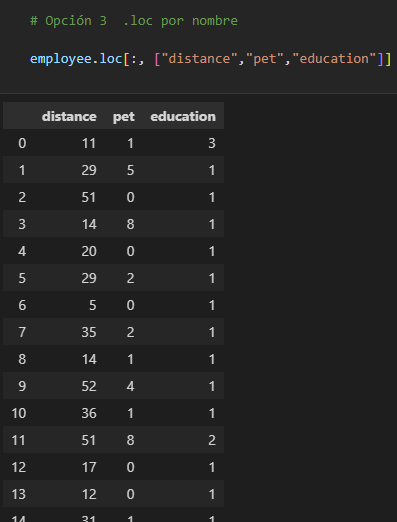 # Opción 3  .loc por nombre
employee.loc[:, ["distance","pet","education"]]
distance pet education
0 11 1 3
1 29 5 1
2 51 0 1
3 14 8 1
4 20 0 1
5 29 2 1
6 5 0 1
7 35 2 1
8 14 1 1
9 52 4 1
10 36 1 1
11 51 8 2
12 17 0 1
13 12 0 1
14 31 1 1